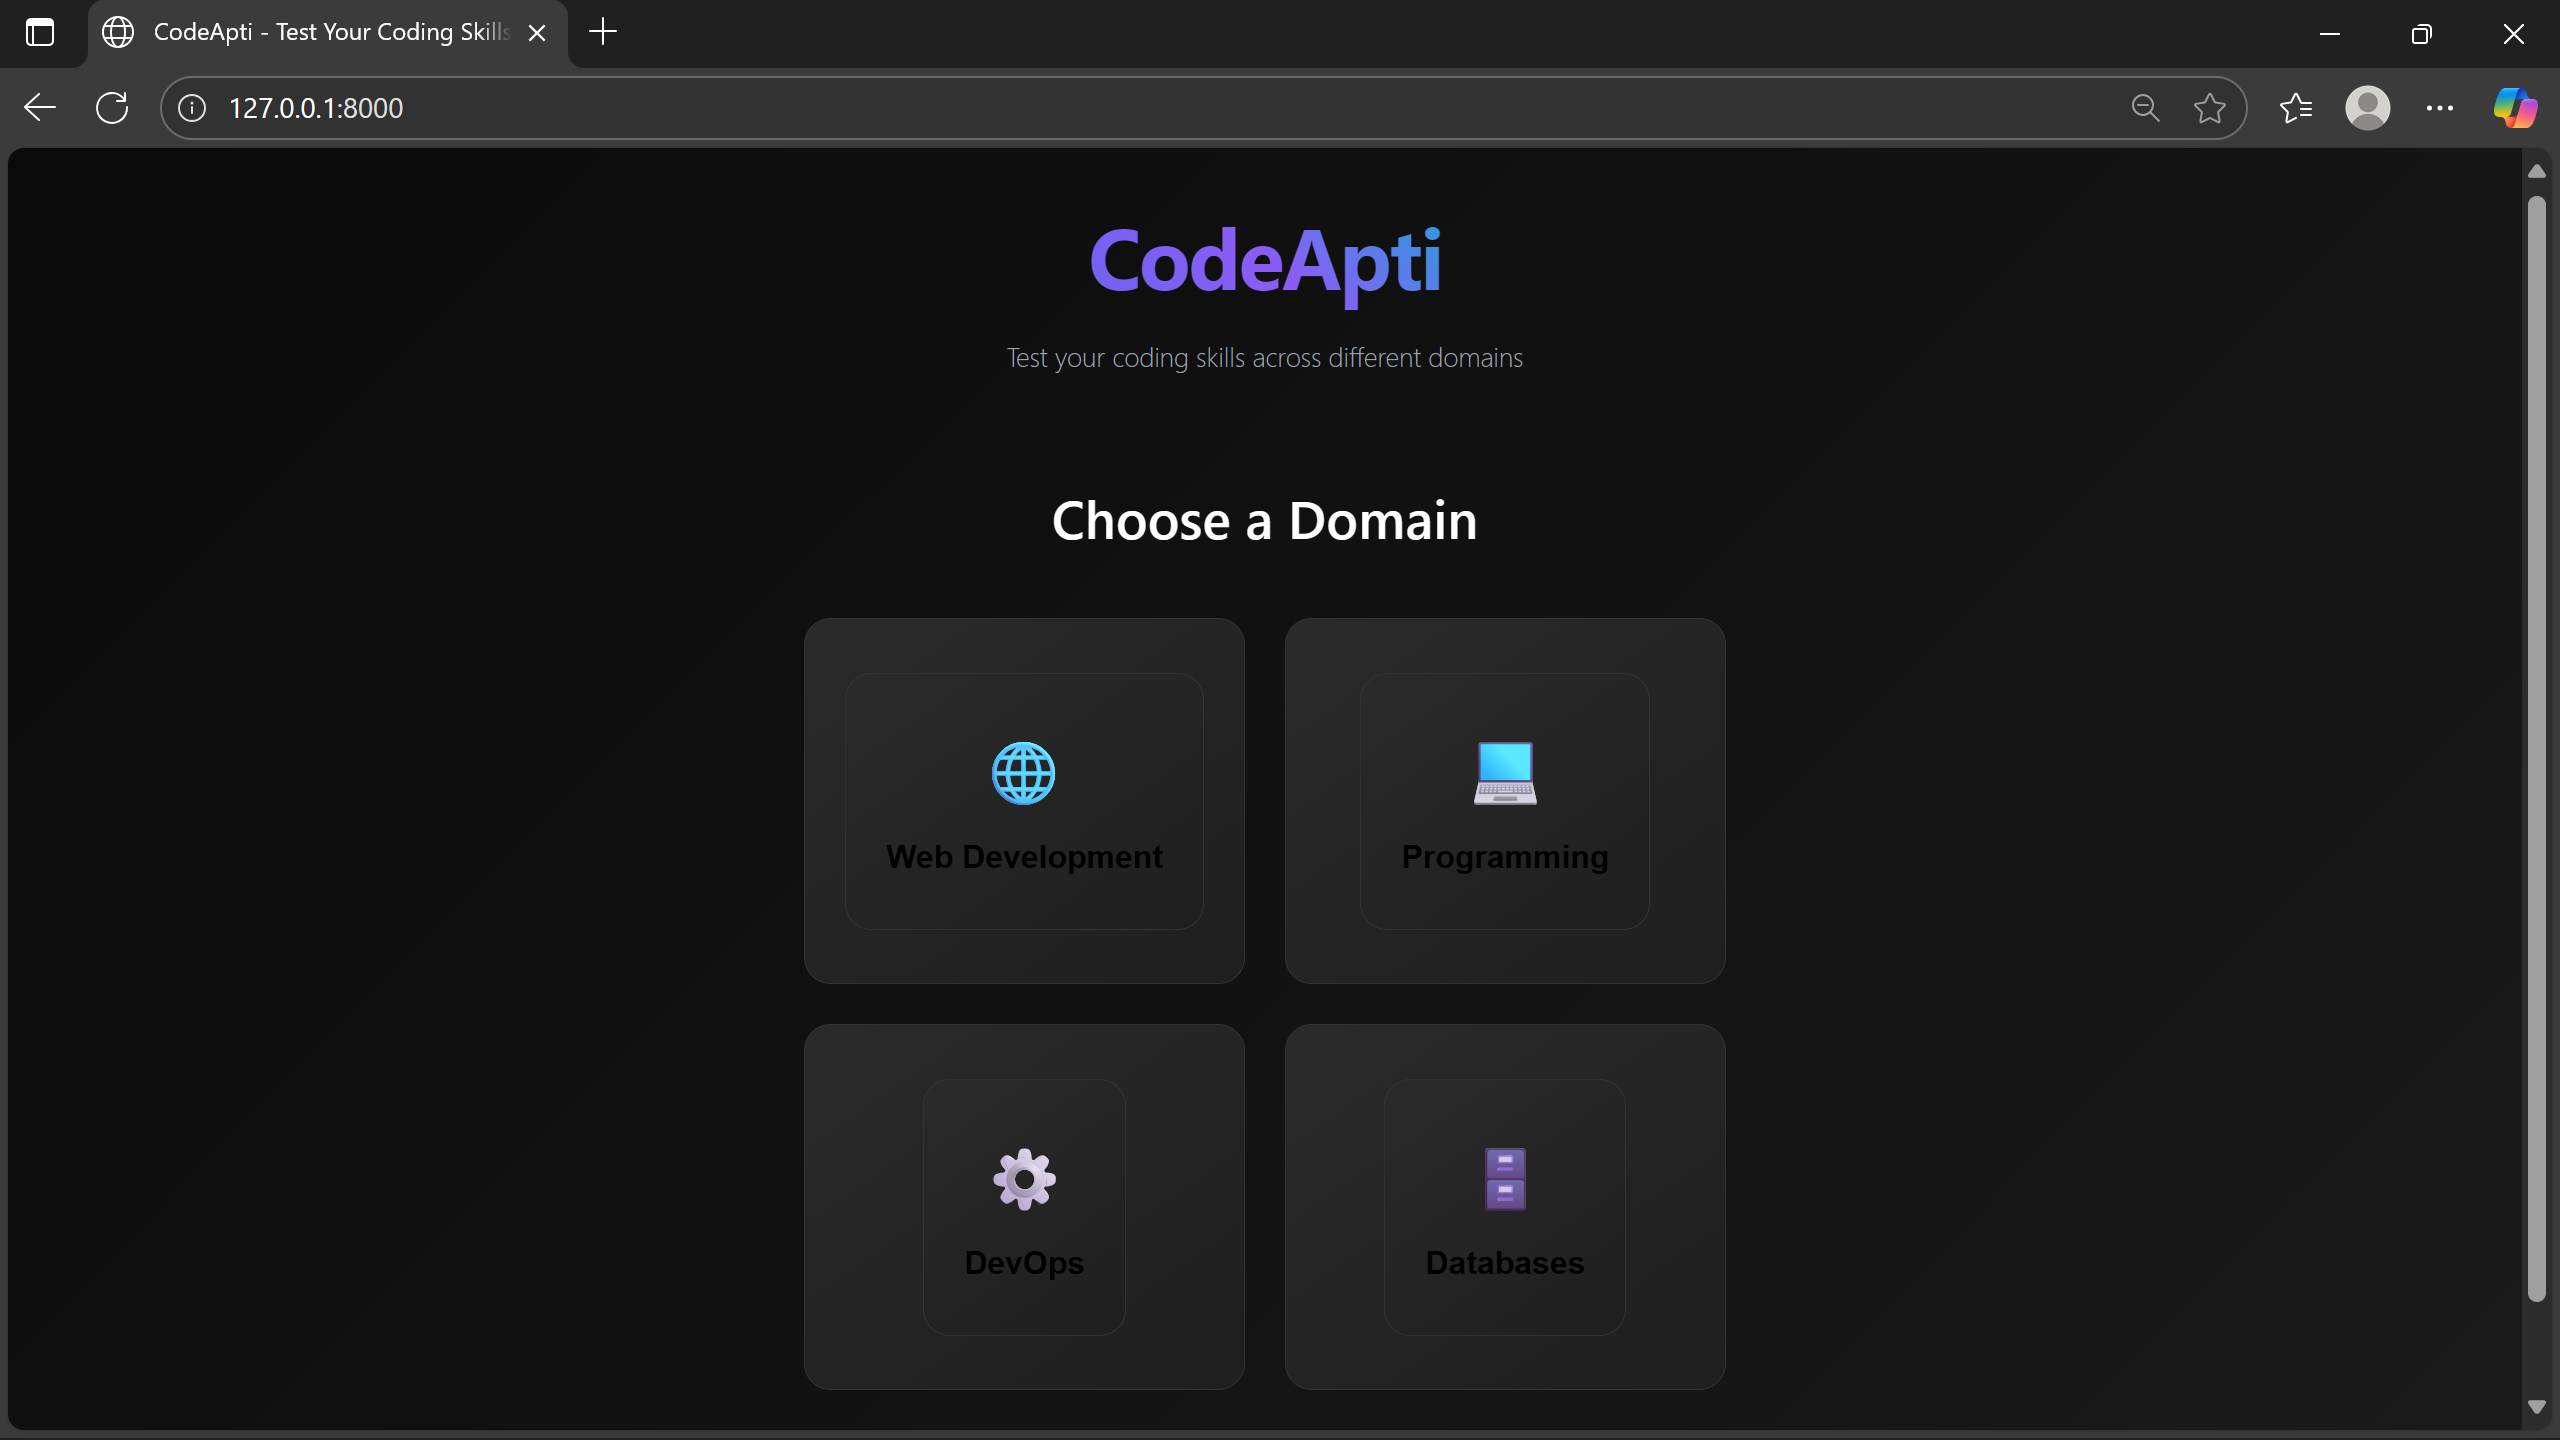 CodeApti - Test Your Coding Skills
127.0.0.1:8000
CodeApti
Test your coding skills across different domains
Choose a Domain
Web Development
Programming
DevOps
Databases